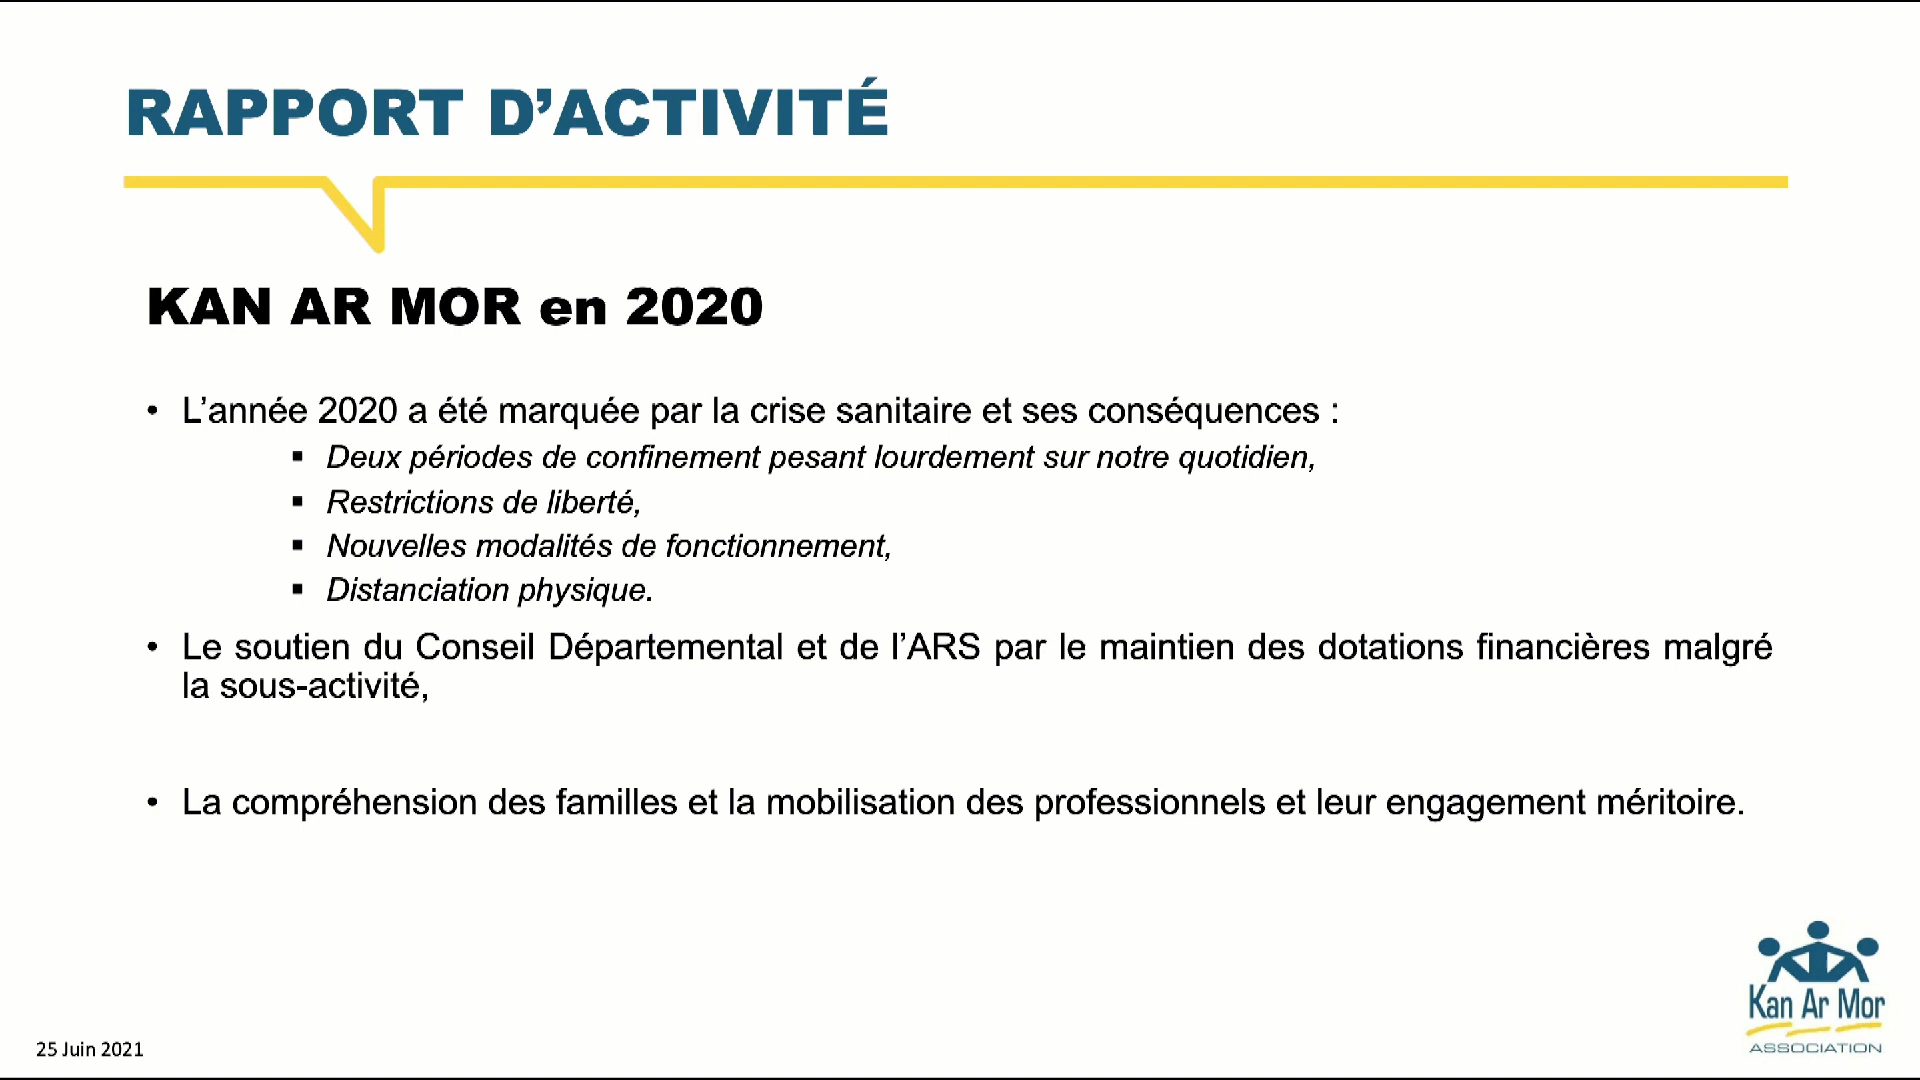 RAPPORT D’ACTIVITÉ
KAN AR MOR en 2020
• L’année 2020 a été marquée par la crise sanitaire et ses conséquences :
▪ Deux périodes de confinement pesant lourdement sur notre quotidien,
▪ Restrictions de liberté,
▪ Nouvelles modalités de fonctionnement,
▪ Distanciation physique.
• Le soutien du Conseil Départemental et de l’ARS par le maintien des dotations financières malgré
la sous-activité,
• La compréhension des familles et la mobilisation des professionnels et leur engagement méritoire.
Kan Ar Mor
ASSOCIATION
25 Juin 2021